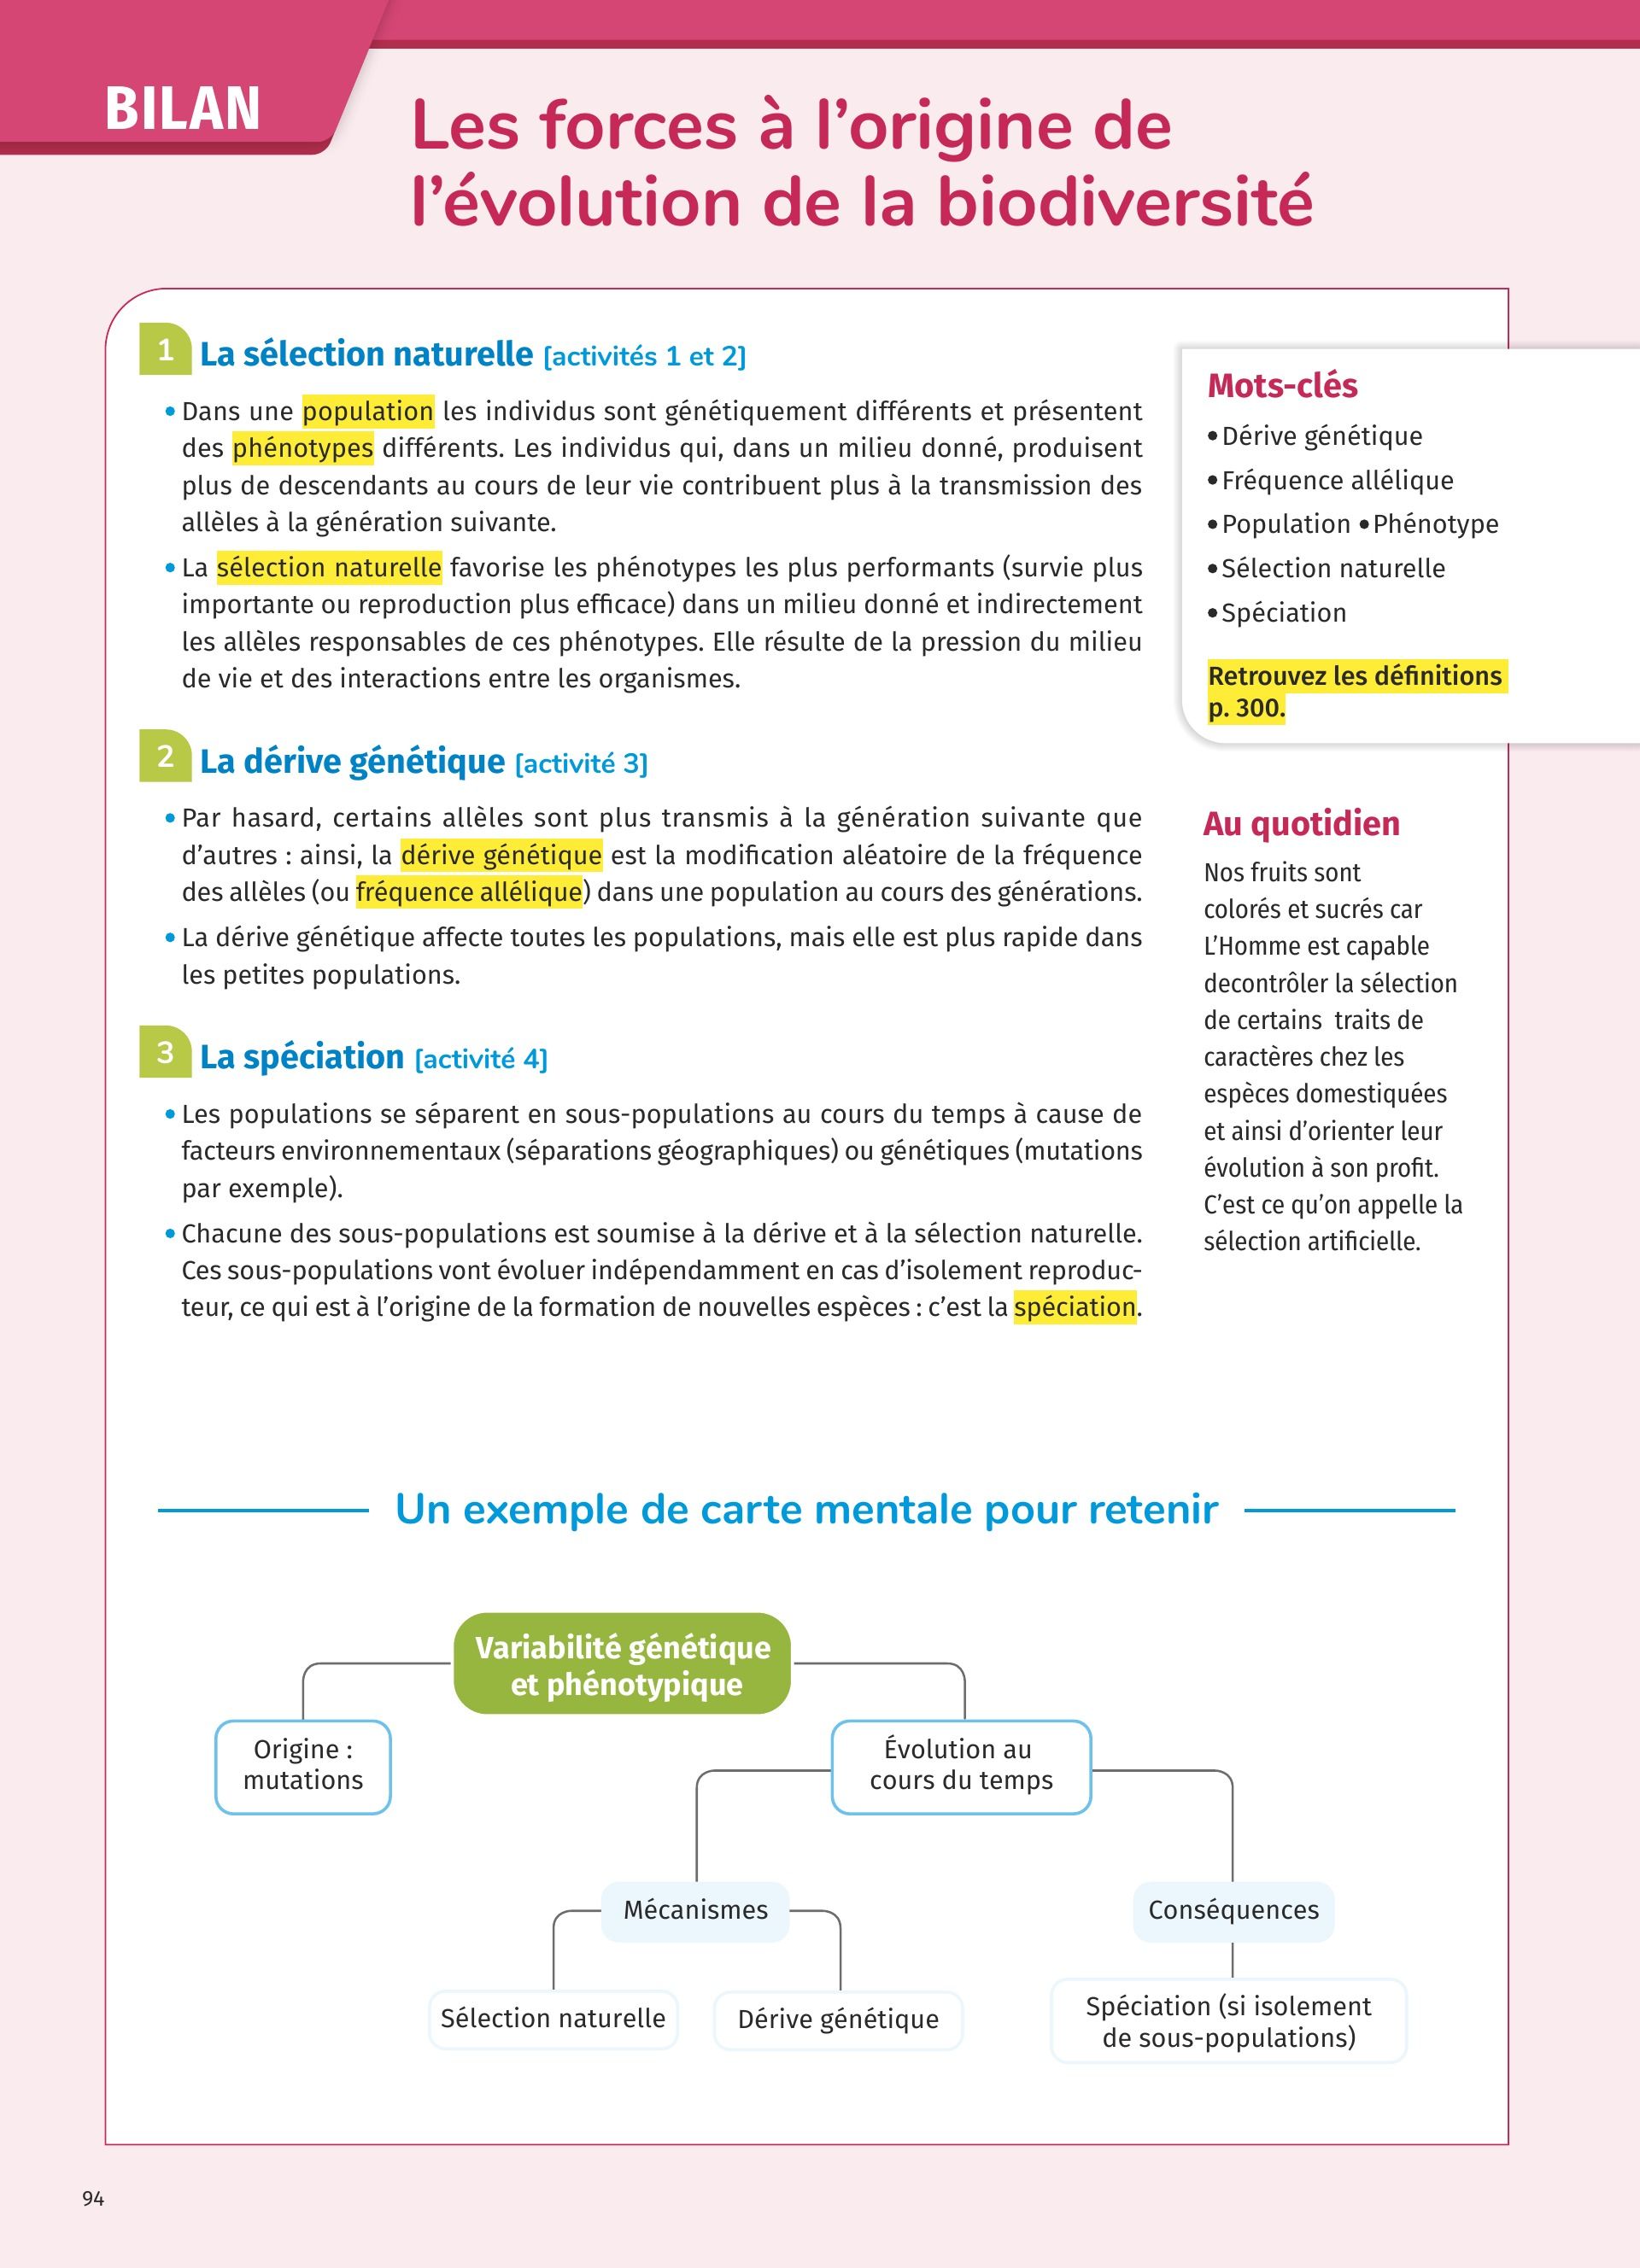 BILAN
Les forces à l’origine de
l’évolution de la biodiversité
1 La sélection naturelle [activités 1 et 2]
• Dans une population les individus sont génétiquement différents et présentent
des phénotypes différents. Les individus qui, dans un milieu donné, produisent
plus de descendants au cours de leur vie contribuent plus à la transmission des
allèles à la génération suivante.
• La sélection naturelle favorise les phénotypes les plus performants (survie plus
importante ou reproduction plus efficace) dans un milieu donné et indirectement
les allèles responsables de ces phénotypes. Elle résulte de la pression du milieu
de vie et des interactions entre les organismes.
2 La dérive génétique [activité 3]
• Par hasard, certains allèles sont plus transmis à la génération suivante que
d’autres : ainsi, la dérive génétique est la modification aléatoire de la fréquence
des allèles (ou fréquence allélique) dans une population au cours des générations.
• La dérive génétique affecte toutes les populations, mais elle est plus rapide dans
les petites populations.
3 La spéciation [activité 4]
• Les populations se séparent en sous-populations au cours du temps à cause de
facteurs environnementaux (séparations géographiques) ou génétiques (mutations
par exemple).
• Chacune des sous-populations est soumise à la dérive et à la sélection naturelle.
Ces sous-populations vont évoluer indépendamment en cas d’isolement reproduc-
teur, ce qui est à l’origine de la formation de nouvelles espèces : c’est la spéciation.
Mots-clés
• Dérive génétique
• Fréquence allélique
• Population • Phénotype
• Sélection naturelle
• Spéciation
Retrouvez les définitions
p. 300.
Au quotidien
Nos fruits sont
colorés et sucrés car
L’Homme est capable
decontrôler la sélection
de certains traits de
caractères chez les
espèces domestiquées
et ainsi d’orienter leur
évolution à son profit.
C’est ce qu’on appelle la
sélection artificielle.
Un exemple de carte mentale pour retenir
Variabilité génétique
et phénotypique
Origine :
mutations
Évolution au
cours du temps
Mécanismes
Conséquences
Sélection naturelle
Dérive génétique
Spéciation (si isolement
de sous-populations)
94